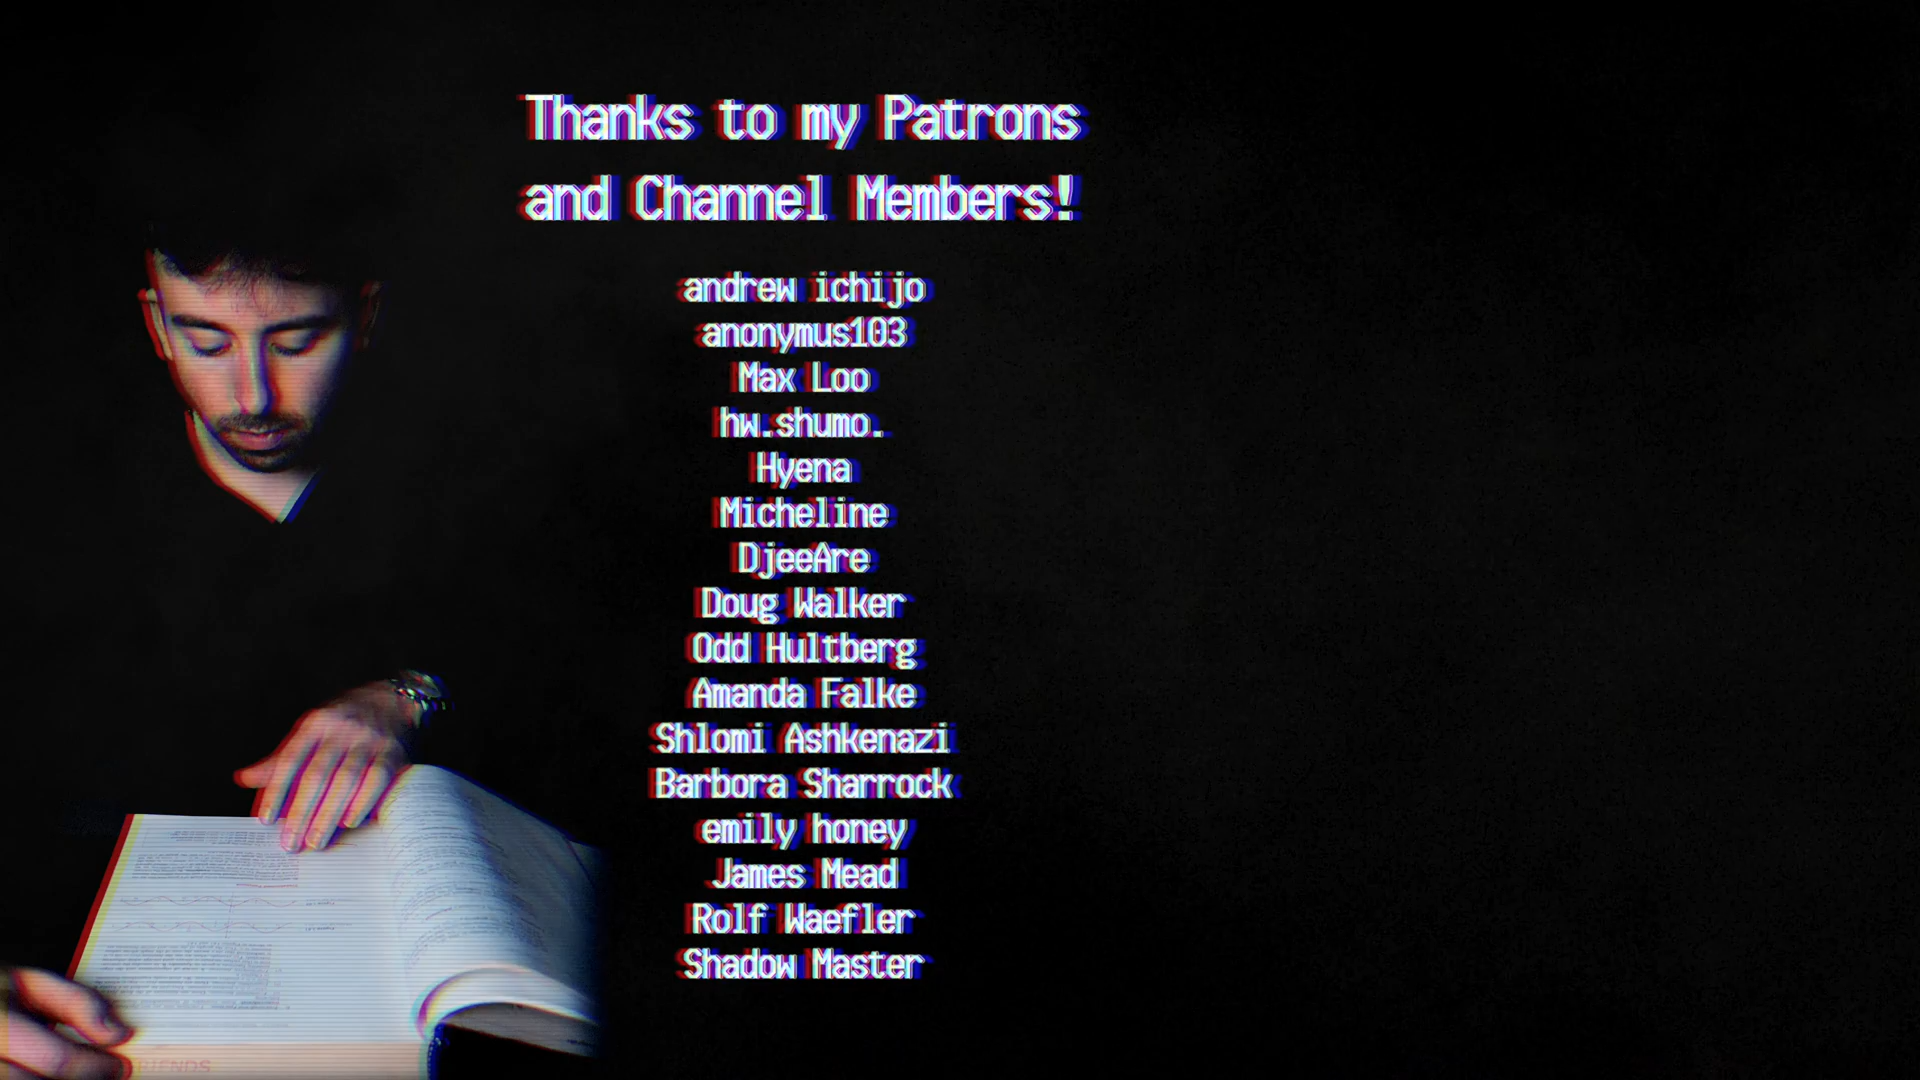 Thanks to my Patrons
and Channel Members!
andrew ichijo
anonymus103
Max Loo
hw.shumo.
Hyena
Micheline
DjeeAre
Doug Walker
Odd Hultberg
Amanda Falke
Shlomi Ashkenazi
Barbora Sharrock
emily honey
James Mead
Rolf Waefler
Shadow Master